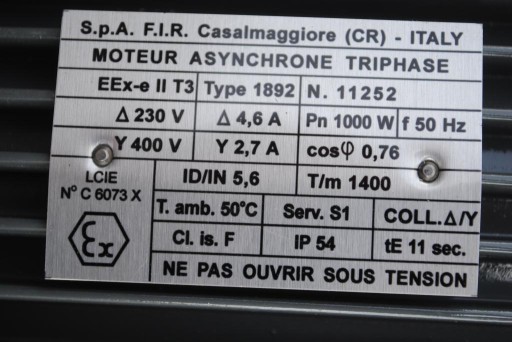 S.p.A. F.I.R. Casalmaggiore (CR) - ITALY
MOTEUR ASYNCHRONE TRIPHASE
EEx-e II T3 Type 1892 N. 11252
Δ 230 V Δ 4,6 A Pn 1000 W f 50 Hz
Y 400 V Y 2,7 A cosφ 0,76
LCIE
N° C 6073 X
ID/IN 5,6 T/m 1400
T. amb. 50°C Serv. S1 COLL.Δ/Y
Ex
Cl. is. F IP 54 tE 11 sec.
NE PAS OUVRIR SOUS TENSION